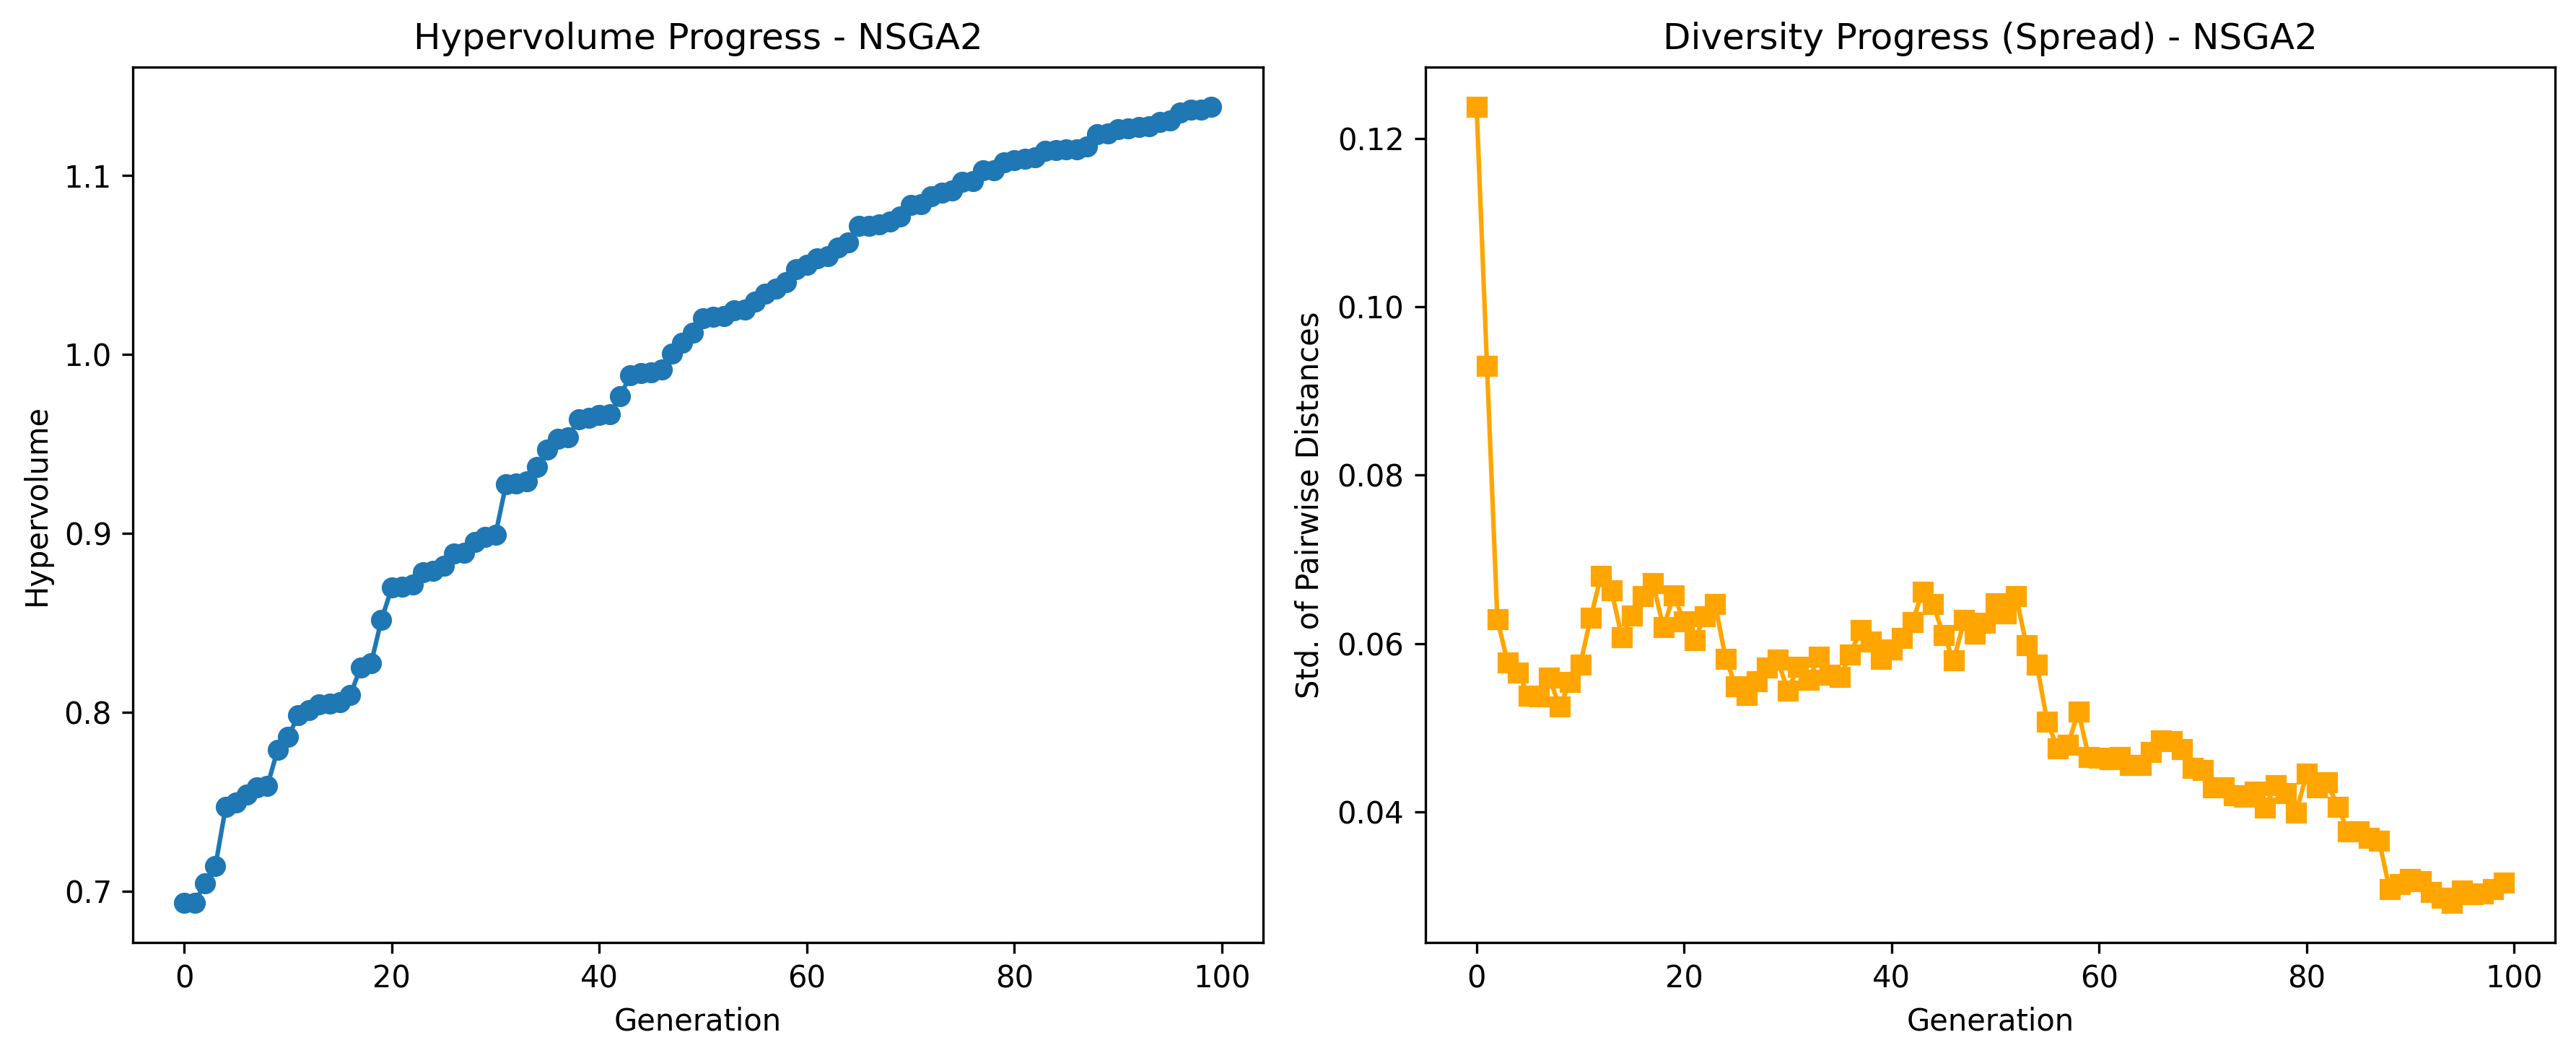 Hypervolume Progress - NSGA2
Hypervolume
1.1
1.0
0.9
0.8
0.7
0 20 40 60 80 100
Generation
Diversity Progress (Spread) - NSGA2
Std. of Pairwise Distances
0.12
0.10
0.08
0.06
0.04
0 20 40 60 80 100
Generation